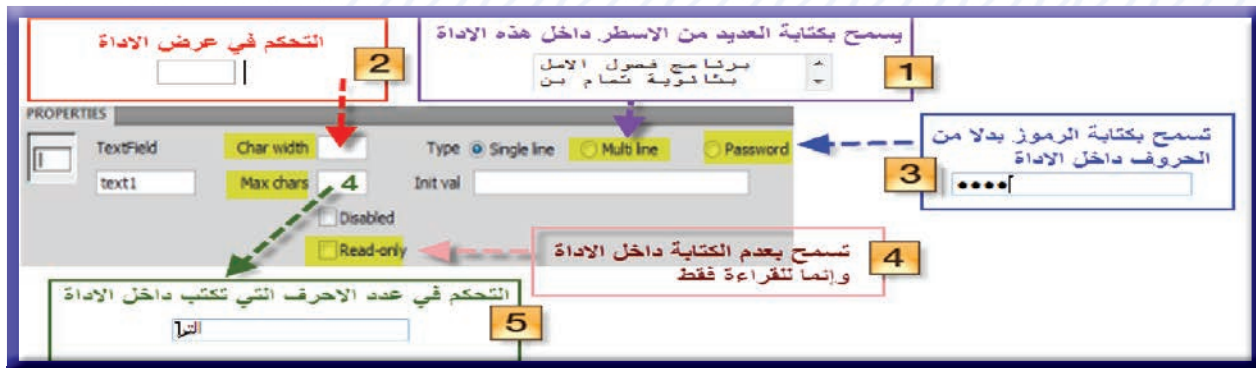 يسمح بكتابة العديد من الاسطر داخل هذه الاداة
برنامج فصول الامل
بثانوية تمام بن
1
التحكم في عرض الاداة
2
PROPERTIES
TextField Char width Type Single line Multi line Password
text1 Max chars 4 Init val
Disabled
Read-only
تسمح بكتابة الرموز بدلا من
الحروف داخل الاداة
3
تسمح بعدم الكتابة داخل الاداة
وإنما للقراءة فقط
4
التحكم في عدد الاحرف التي تكتب داخل الاداة
5